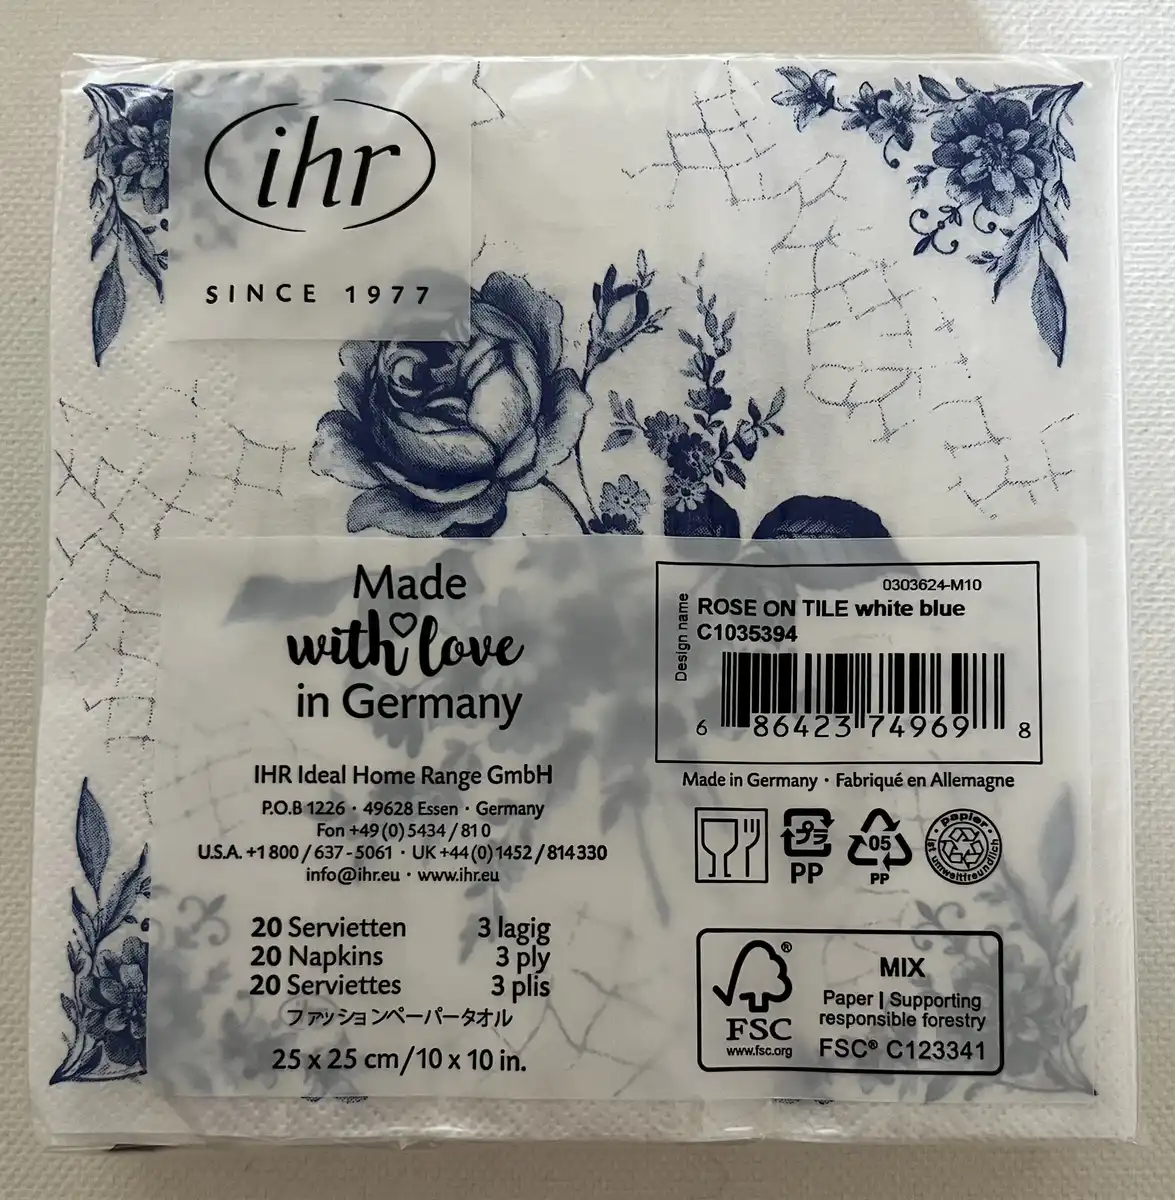 ihr
SINCE 1977
Made
with love
in Germany
IHR Ideal Home Range GmbH
P.O.B 1226 · 49628 Essen · Germany
Fon +49 (0) 5434 / 81 0
U.S.A. +1 800 / 637 - 5061 · UK +44 (0) 1452 / 814330
info@ihr.eu · www.ihr.eu
20 Servietten 3 lagig
20 Napkins 3 ply
20 Serviettes 3 plis
ファッションペーパータオル
25 x 25 cm/10 x 10 in.
0303624-M10
Design name
ROSE ON TILE white blue
C1035394
6 86423 74969 8
Made in Germany · Fabriqué en Allemagne
プラ
PP
05
PP
papier
ist umweltfreundlich
FSC®
www.fsc.org
MIX
Paper | Supporting
responsible forestry
FSC® C123341